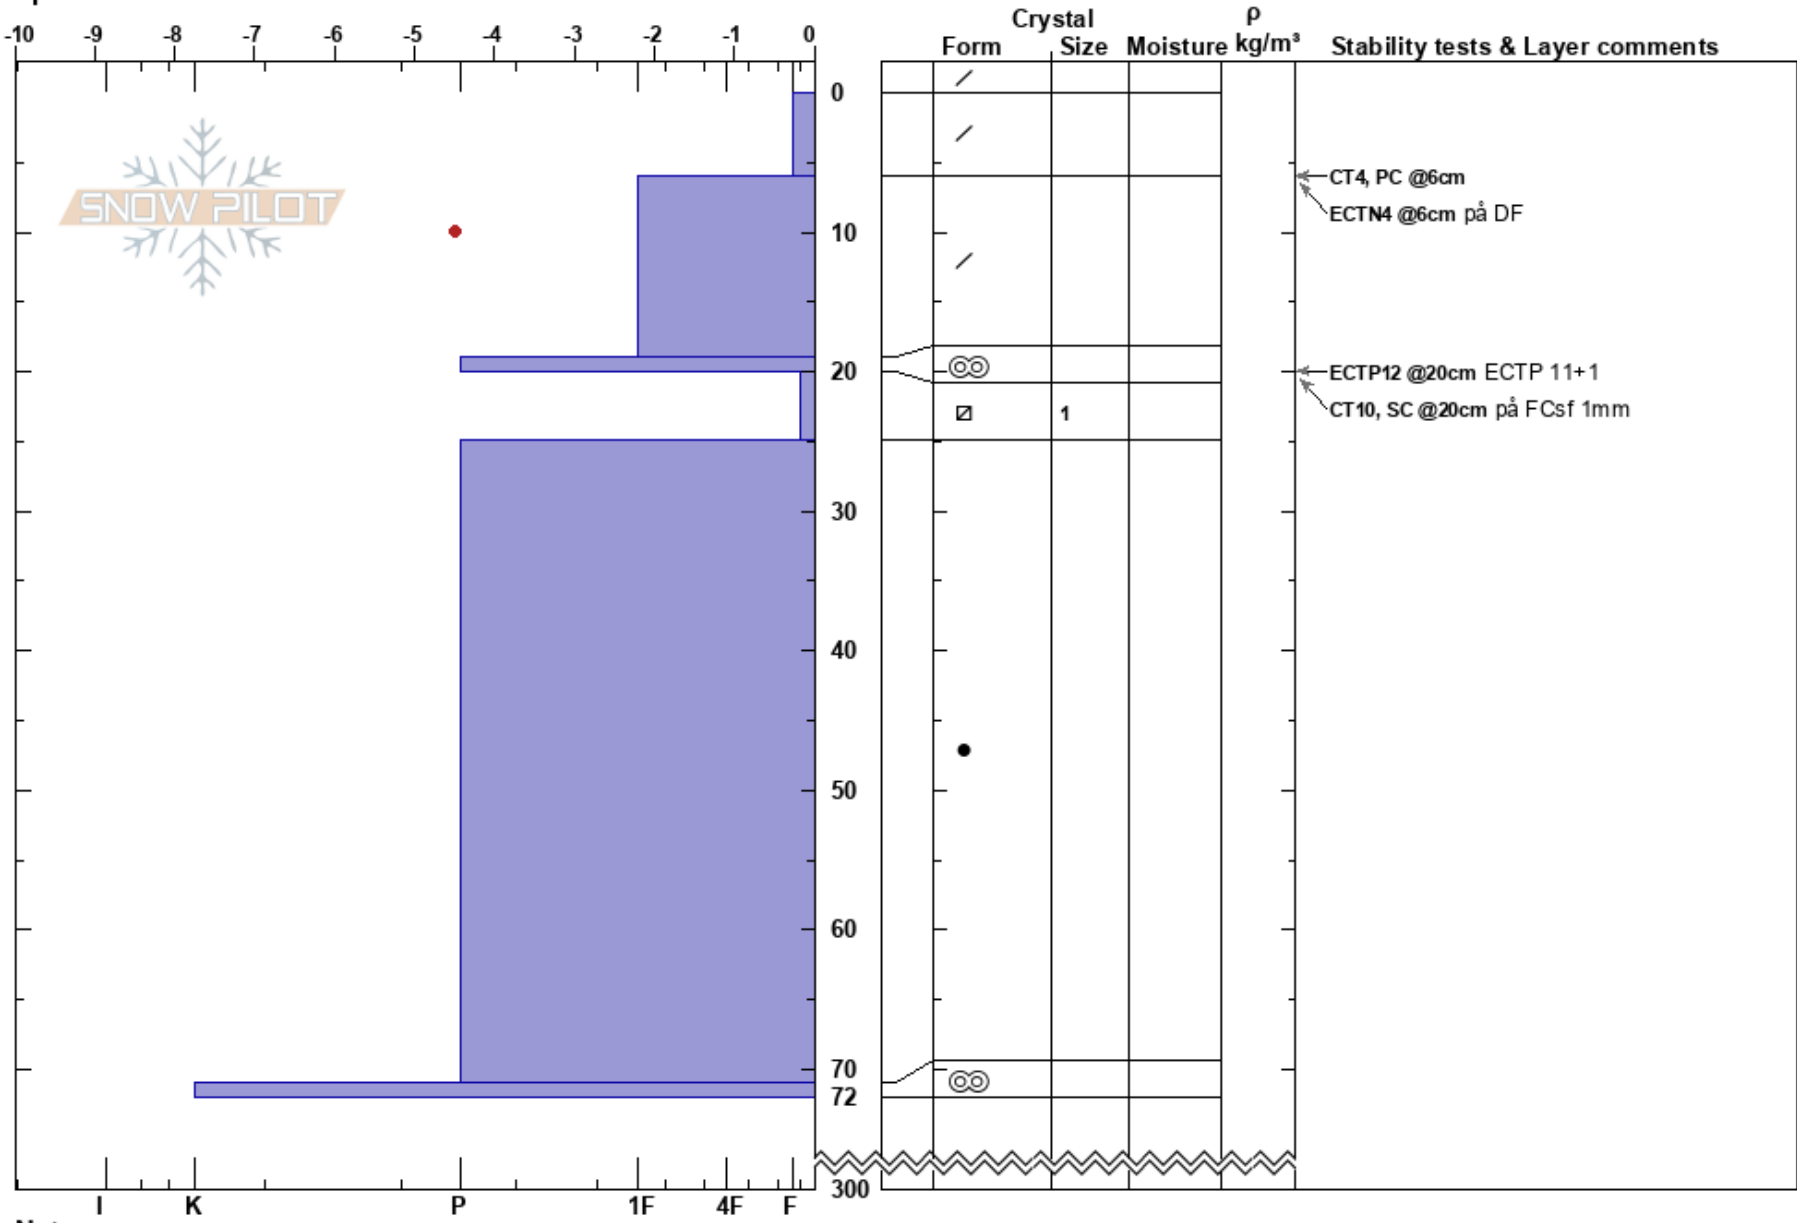 -10 -9 -8 -7 -6 -5 -4 -3 -2 -1 0
Crystal
ρ
Form Size Moisture kg/m³ Stability tests & Layer comments
0
SNOW PILOT
CT4, PC @6cm
ECTN4 @6cm på DF
10
20
ECTP12 @20cm ECTP 11+1
1
CT10, SC @20cm på FCsf 1mm
30
40
50
60
70
72
300
I K P 1F 4F F